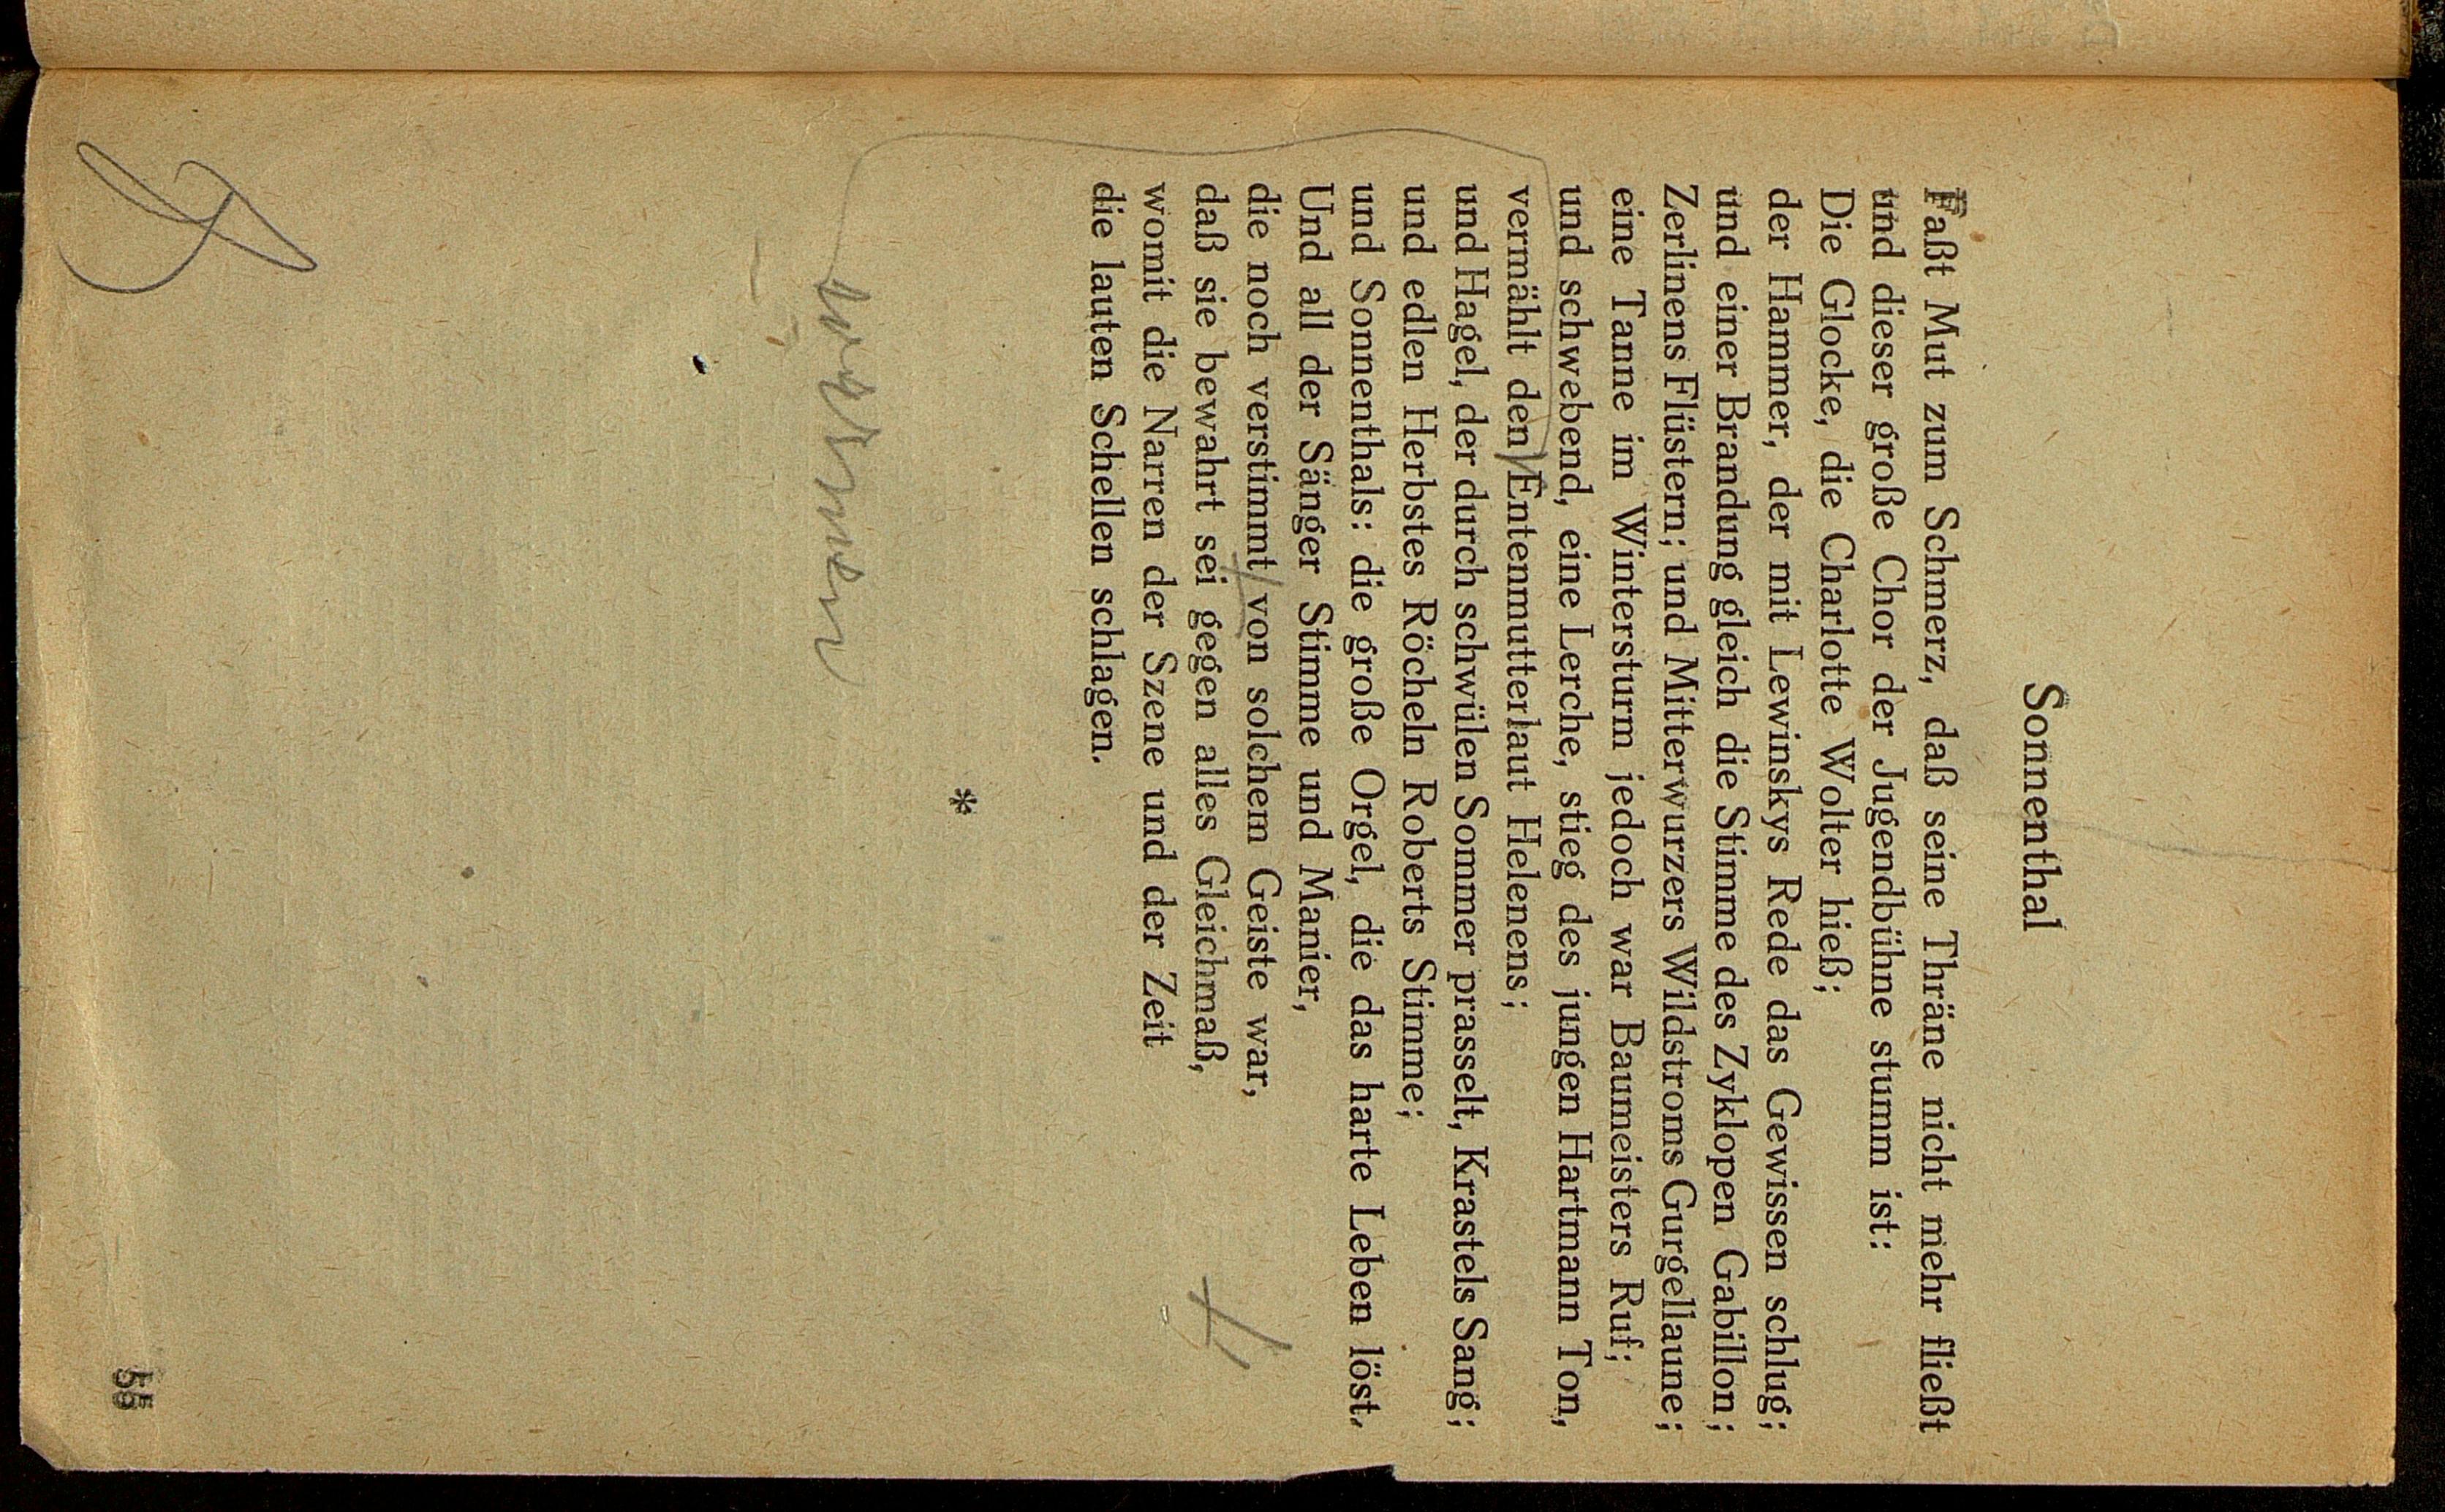 Sonnenthal
Faßt Mut zum Schmerz, daß seine Thräne nicht mehr fließt
und dieser große Chor der Jugendbühne stumm ist:
Die Glocke, die Charlotte Wolter hieß;
der Hammer, der mit Lewinskys Rede das Gewissen schlug;
und einer Brandung gleich die Stimme des Zyklopen Gabillon;
Zerlinens Flüstern; und Mitterwurzers Wildstroms Gurgellaune;
eine Tanne im Wintersturm jedoch war Baumeisters Ruf;
und schwebend, eine Lerche, stieg des jungen Hartmann Ton,
vermählt den Entenmutterlaut Helenens;
und Hagel, der durch schwülen Sommer prasselt, Krastels Sang;
und edlen Herbstes Röcheln Roberts Stimme;
und Sonnenthals: die große Orgel, die das harte Leben löst.
Und all der Sänger Stimme und Manier,
die noch verstimmt von solchem Geiste war,
daß sie bewahrt sei gegen alles Gleichmaß,
womit die Narren der Szene und der Zeit
die lauten Schellen schlagen.
*
55